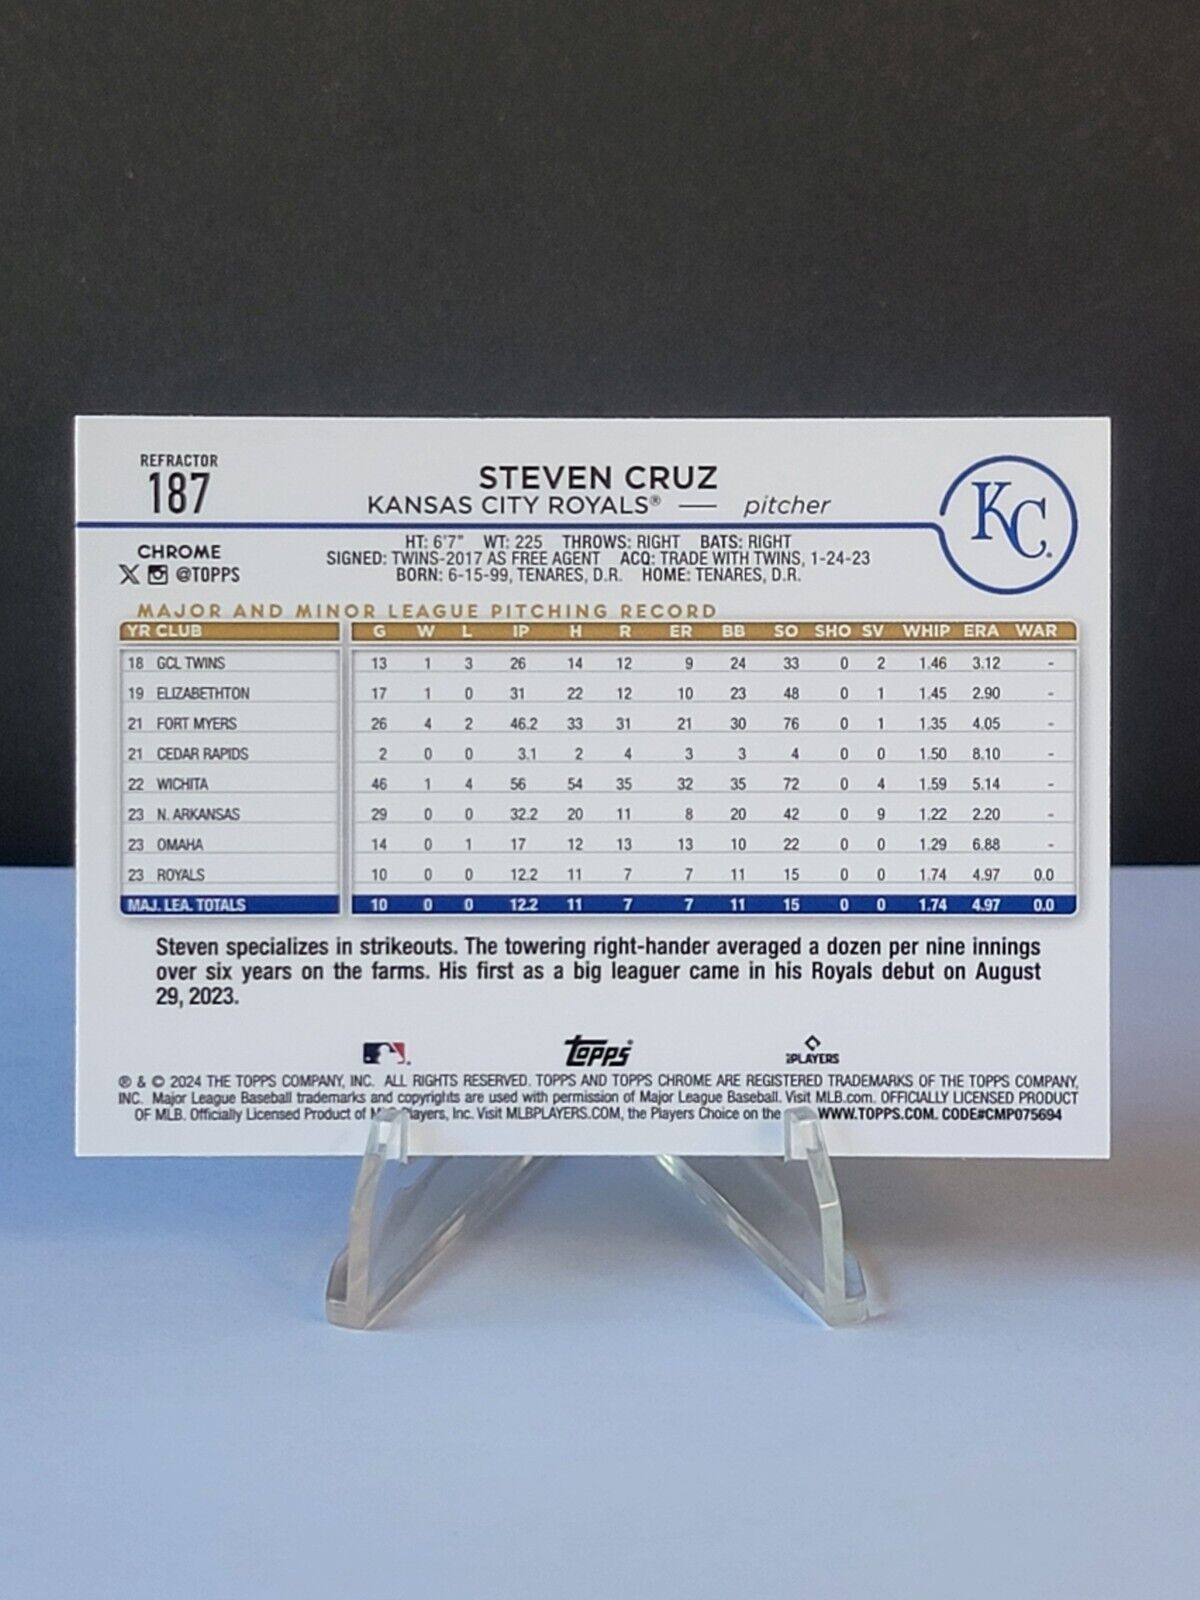 REFRACTOR
187
STEVEN CRUZ
KANSAS CITY ROYALS® — pitcher
KC
CHROME
@TOPPS
HT: 6'7" WT: 225 THROWS: RIGHT BATS: RIGHT
SIGNED: TWINS-2017 AS FREE AGENT ACQ: TRADE WITH TWINS, 1-24-23
BORN: 6-15-99, TENARES, D.R. HOME: TENARES, D.R.
MAJOR AND MINOR LEAGUE PITCHING RECORD
YR CLUB G W L IP H R ER BB SO SHO SV WHIP ERA WAR
18 GCL TWINS 13 1 3 26 14 12 9 24 33 0 2 1.46 3.12 -
19 ELIZABETHTON 17 1 0 31 22 12 10 23 48 0 1 1.45 2.90 -
21 FORT MYERS 26 4 2 46.2 33 31 21 30 76 0 1 1.35 4.05 -
21 CEDAR RAPIDS 2 0 0 3.1 2 4 3 3 4 0 0 1.50 8.10 -
22 WICHITA 46 1 4 56 54 35 32 35 72 0 4 1.59 5.14 -
23 N. ARKANSAS 29 0 0 32.2 20 11 8 20 42 0 9 1.22 2.20 -
23 OMAHA 14 0 1 17 12 13 13 10 22 0 0 1.29 6.88 -
23 ROYALS 10 0 0 12.2 11 7 7 11 15 0 0 1.74 4.97 0.0
MAJ. LEA. TOTALS 10 0 0 12.2 11 7 7 11 15 0 0 1.74 4.97 0.0
Steven specializes in strikeouts. The towering right-hander averaged a dozen per nine innings
over six years on the farms. His first as a big leaguer came in his Royals debut on August
29, 2023.
Topps
PLAYERS
® & © 2024 THE TOPPS COMPANY, INC. ALL RIGHTS RESERVED. TOPPS AND TOPPS CHROME ARE REGISTERED TRADEMARKS OF THE TOPPS COMPANY,
INC. Major League Baseball trademarks and copyrights are used with permission of Major League Baseball. Visit MLB.com. OFFICIALLY LICENSED PRODUCT
OF MLB. Officially Licensed Product of Players, Inc. Visit MLBPLAYERS.COM, the Players Choice on the WWW.TOPPS.COM. CODE#CMP075694